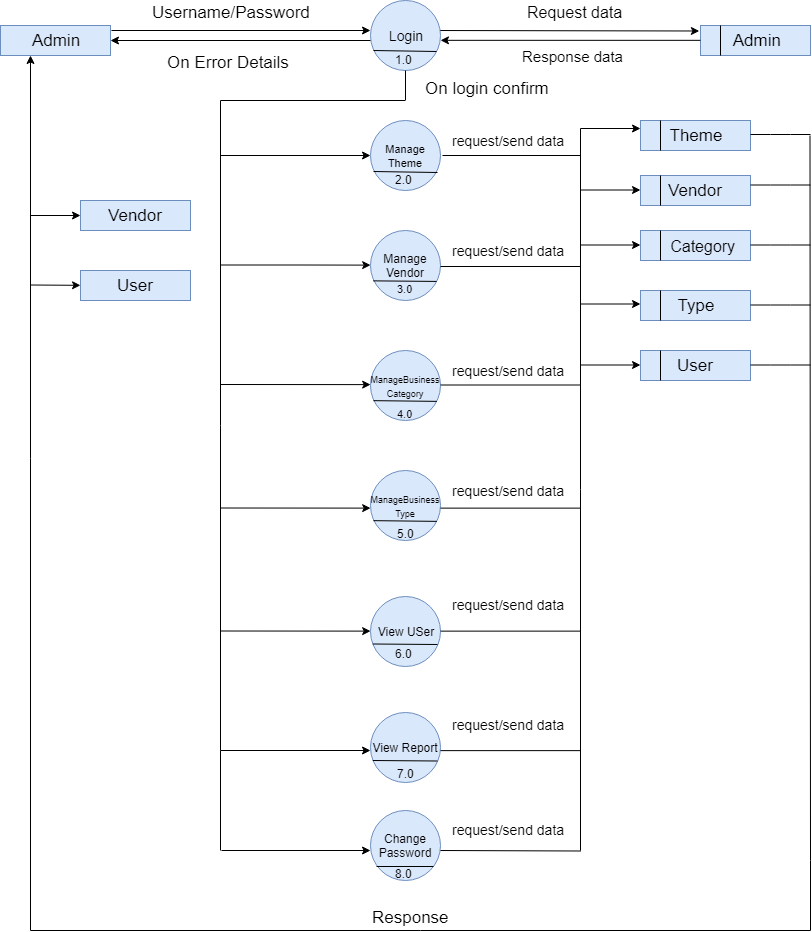 Username/Password
Request data
Admin
Login
Admin
On Error Details
1.0
Response data
On login confirm
Manage
Theme
2.0
request/send data
Theme
Vendor
Vendor
Manage
Vendor
3.0
request/send data
Category
User
Type
ManageBusiness
Category
4.0
request/send data
User
ManageBusiness
Type
5.0
request/send data
View USer
6.0
request/send data
View Report
7.0
request/send data
Change
Password
8.0
request/send data
Response